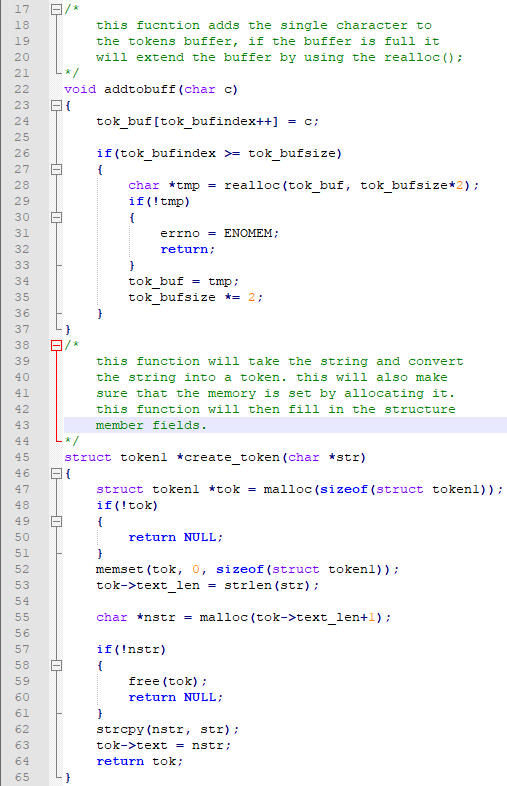 17 /*
18     this fucntion adds the single character to
19     the tokens buffer, if the buffer is full it
20     will extend the buffer by using the realloc();
21 */
22 void addtobuff(char c)
23 {
24     tok_buf[tok_bufindex++] = c;
25
26     if(tok_bufindex >= tok_bufsize)
27     {
28         char *tmp = realloc(tok_buf, tok_bufsize*2);
29         if(!tmp)
30         {
31             errno = ENOMEM;
32             return;
33         }
34         tok_buf = tmp;
35         tok_bufsize *= 2;
36     }
37 }
38 /*
39     this function will take the string and convert
40     the string into a token. this will also make
41     sure that the memory is set by allocating it.
42     this function will then fill in the structure
43     member fields.
44 */
45 struct token1 *create_token(char *str)
46 {
47     struct token1 *tok = malloc(sizeof(struct token1));
48     if(!tok)
49     {
50         return NULL;
51     }
52     memset(tok, 0, sizeof(struct token1));
53     tok->text_len = strlen(str);
54
55     char *nstr = malloc(tok->text_len+1);
56
57     if(!nstr)
58     {
59         free(tok);
60         return NULL;
61     }
62     strcpy(nstr, str);
63     tok->text = nstr;
64     return tok;
65 }